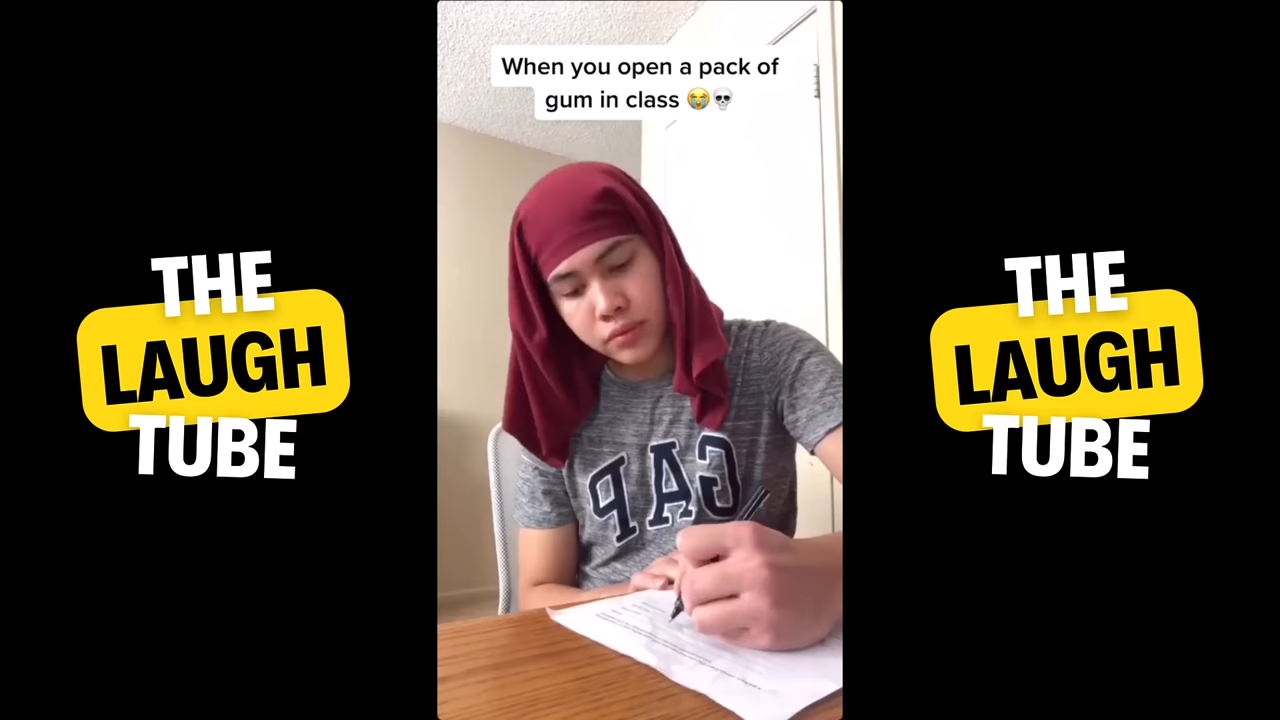 When you open a pack of
gum in class 😭💀
THE
LAUGH
TUBE
GAP
THE
LAUGH
TUBE